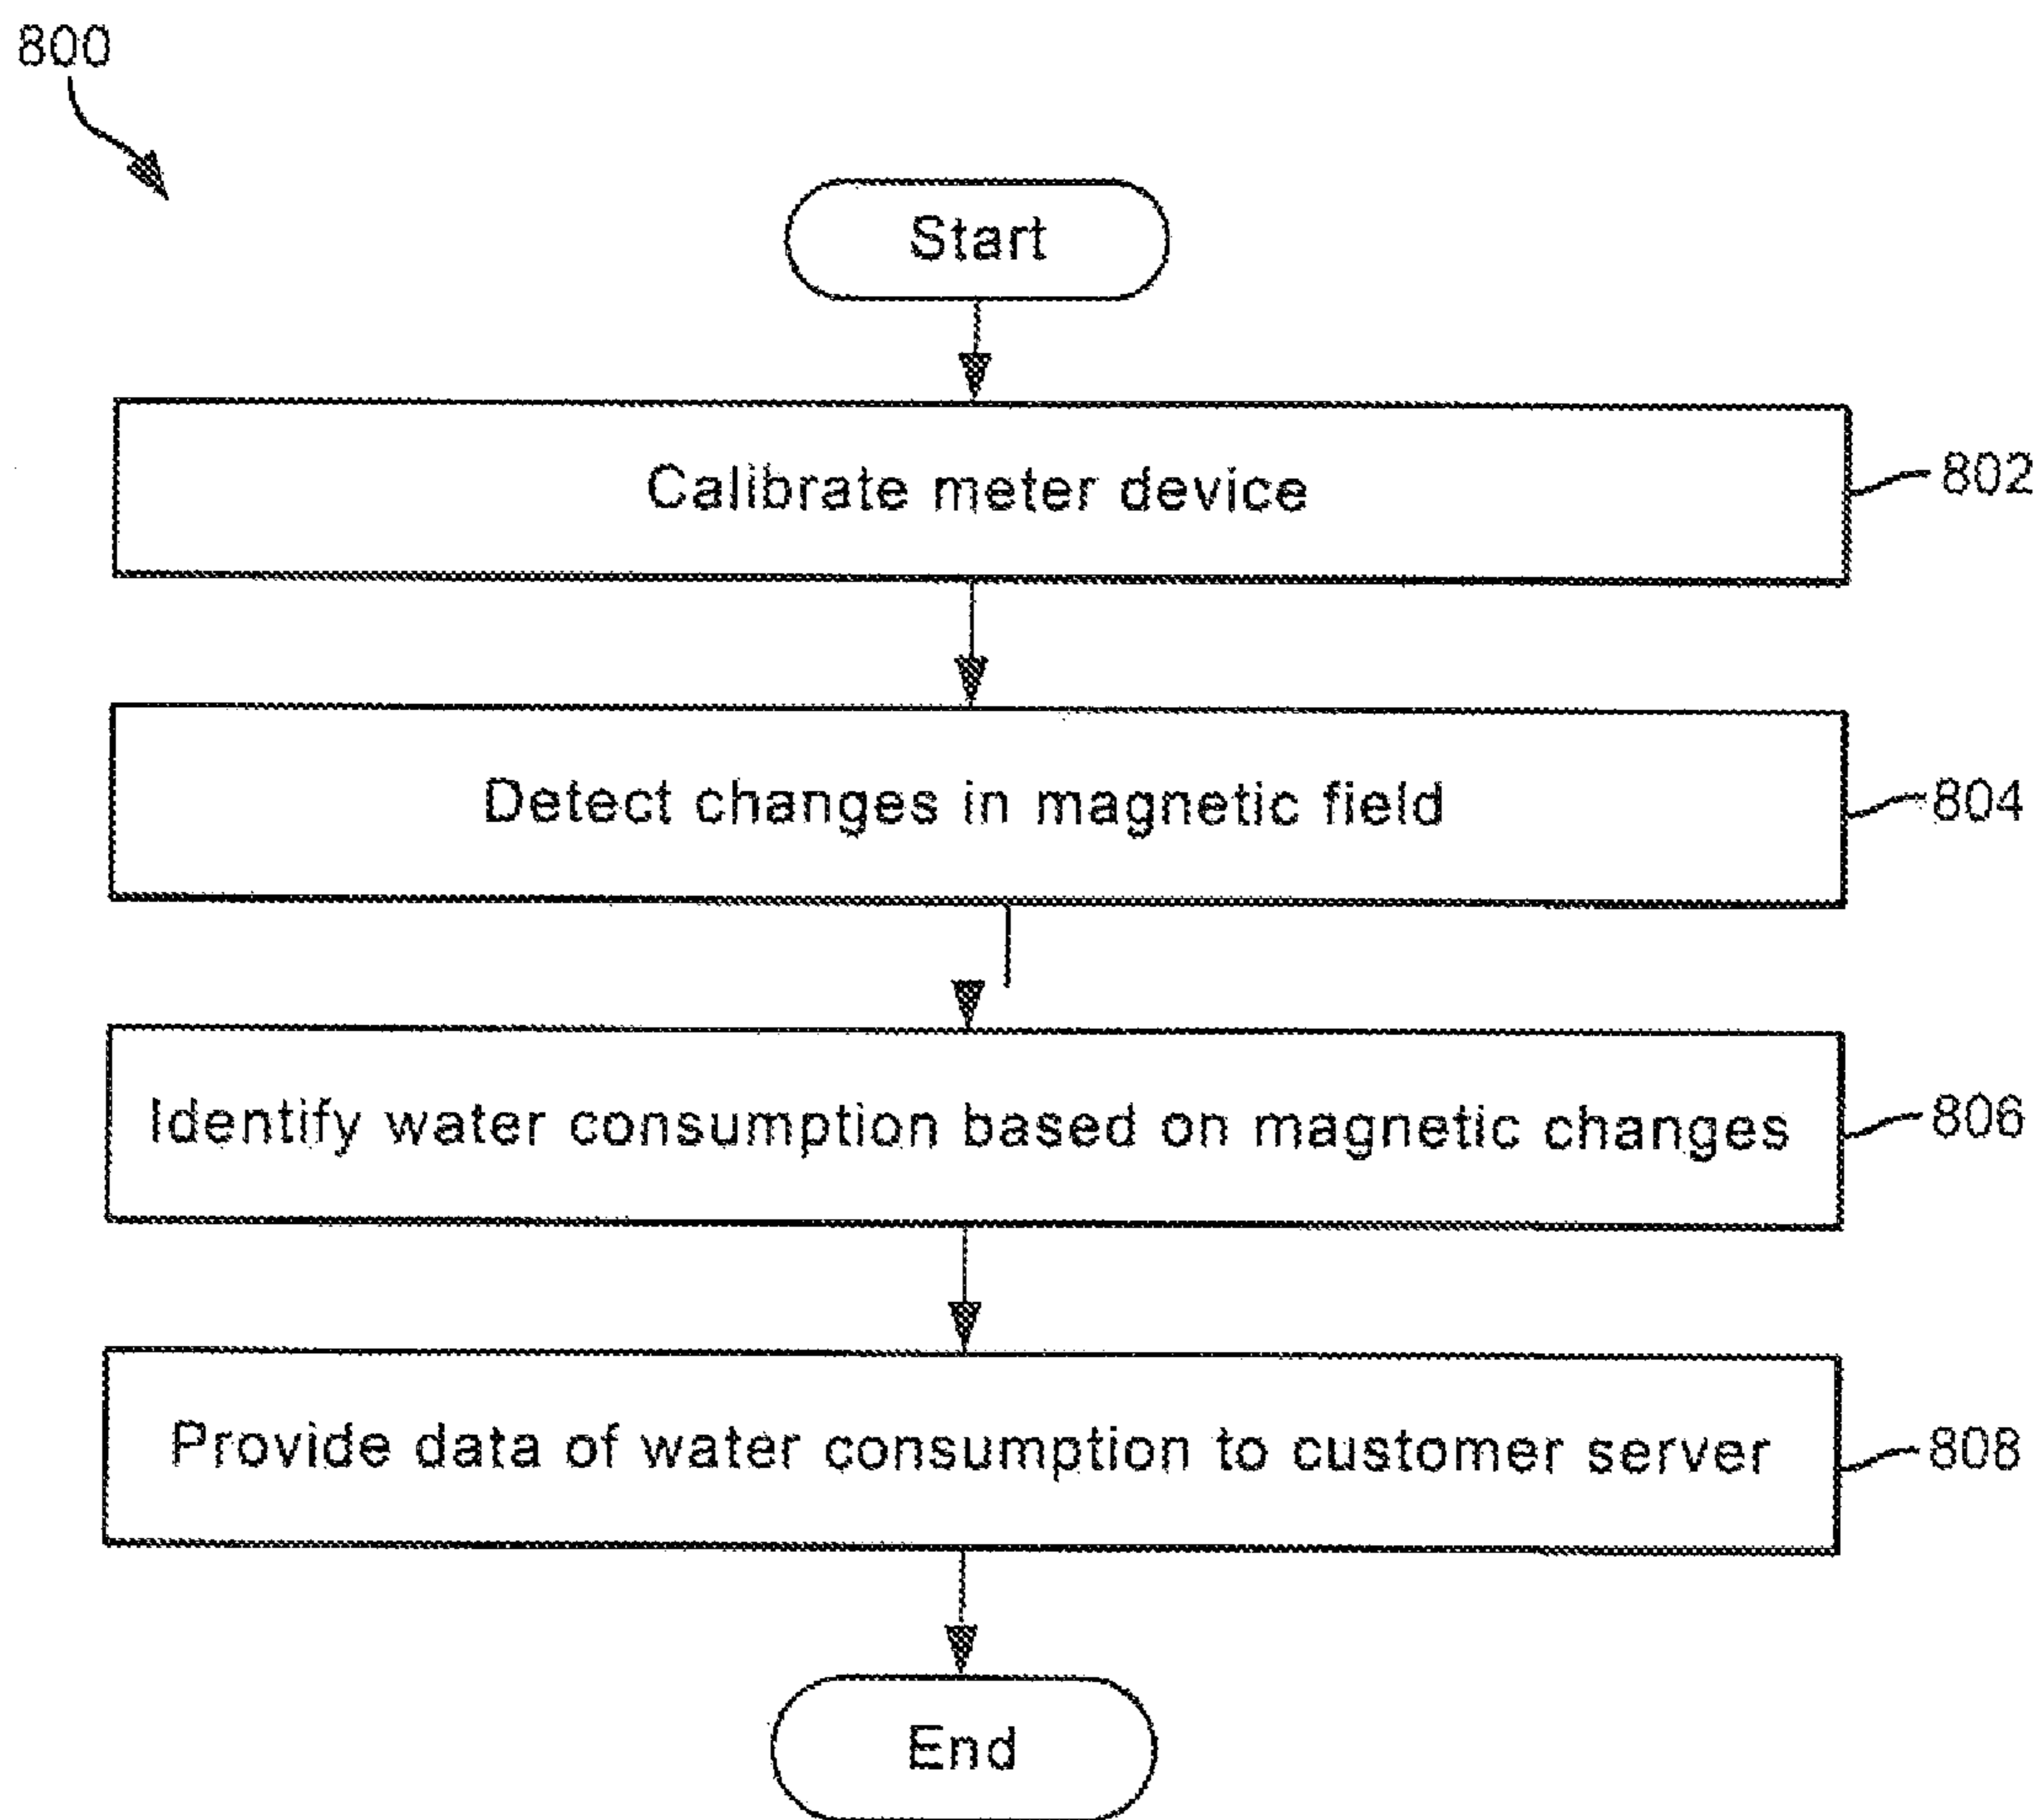 800
Start
Calibrate meter device
802
Detect changes in magnetic field
804
Identify water consumption based on magnetic changes
806
Provide data of water consumption to customer server
808
End